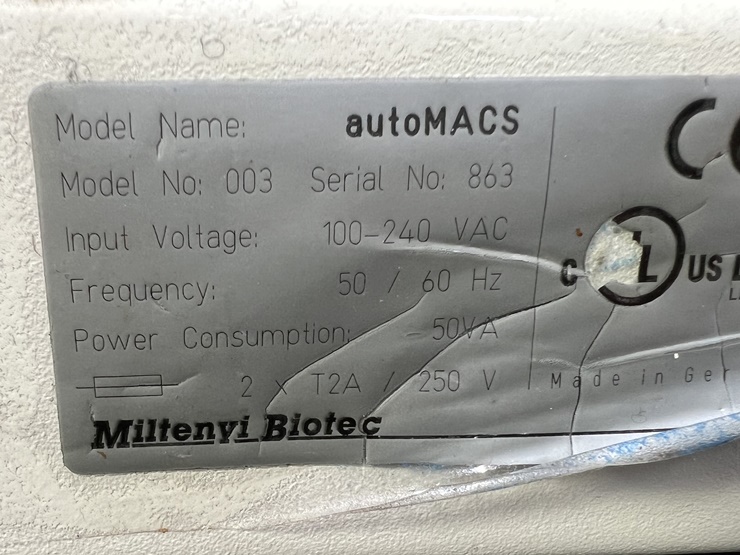 Model Name: autoMACS
Model No: 003 Serial No: 863
Input Voltage: 100-240 VAC
Frequency: 50 / 60 Hz
Power Consumption: 50VA
2 x T2A / 250 V
Miltenyi Biotec
C
C UL US
Made in Ger